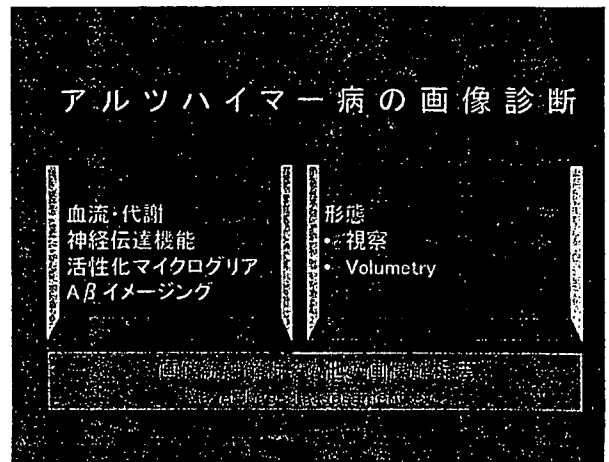 アルツハイマー病の画像診断
血流・代謝
神経伝達機能
活性化マイクログリア
Aβイメージング
形態
• 視察
• Volumetry